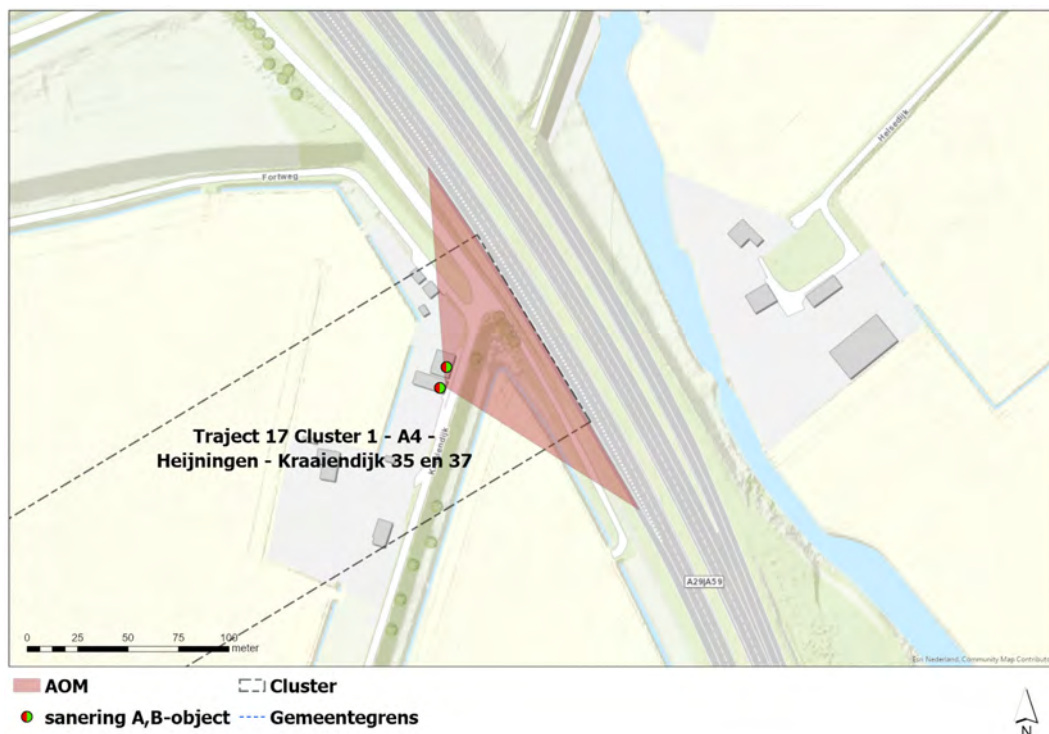 Fortweg
Helsedijk
Traject 17 Cluster 1 - A4 -
Heijningen - Kraaiendijk 35 en 37
A29|A59
0 25 50 75 100
meter
Esri Nederland, Community Map Contributo
AOM
Cluster
sanering A,B-object
Gemeentegrens
N